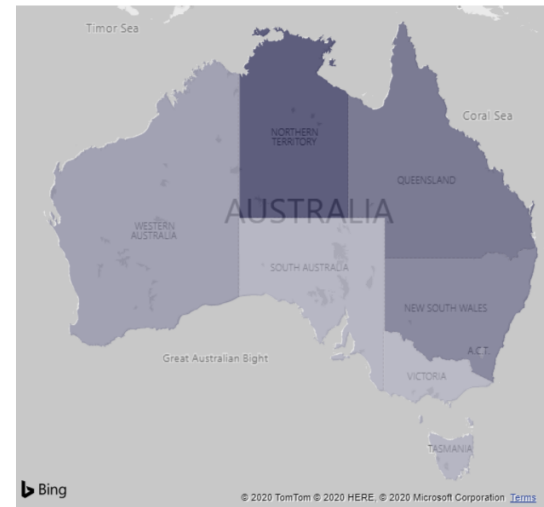 Timor Sea
Coral Sea
NORTHERN
TERRITORY
QUEENSLAND
AUSTRALIA
WESTERN
AUSTRALIA
SOUTH AUSTRALIA
NEW SOUTH WALES
A.C.T.
Great Australian Bight
VICTORIA
TASMANIA
Bing
© 2020 TomTom © 2020 HERE, © 2020 Microsoft Corporation Terms